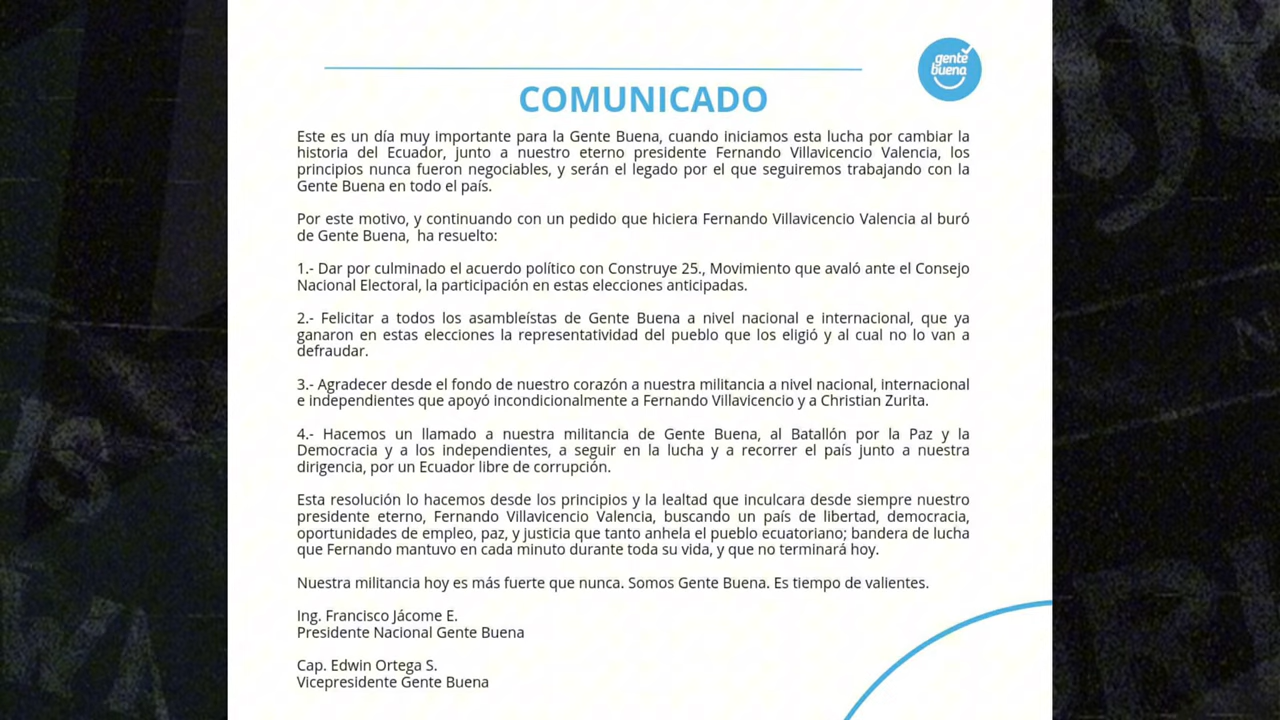 gente
buena
COMUNICADO
Este es un día muy importante para la Gente Buena, cuando iniciamos esta lucha por cambiar la
historia del Ecuador, junto a nuestro eterno presidente Fernando Villavicencio Valencia, los
principios nunca fueron negociables, y serán el legado por el que seguiremos trabajando con la
Gente Buena en todo el país.
Por este motivo, y continuando con un pedido que hiciera Fernando Villavicencio Valencia al buró
de Gente Buena, ha resuelto:
1.- Dar por culminado el acuerdo político con Construye 25., Movimiento que avaló ante el Consejo
Nacional Electoral, la participación en estas elecciones anticipadas.
2.- Felicitar a todos los asambleístas de Gente Buena a nivel nacional e internacional, que ya
ganaron en estas elecciones la representatividad del pueblo que los eligió y al cual no lo van a
defraudar.
3.- Agradecer desde el fondo de nuestro corazón a nuestra militancia a nivel nacional, internacional
e independientes que apoyó incondicionalmente a Fernando Villavicencio y a Christian Zurita.
4.- Hacemos un llamado a nuestra militancia de Gente Buena, al Batallón por la Paz y la
Democracia y a los independientes, a seguir en la lucha y a recorrer el país junto a nuestra
dirigencia, por un Ecuador libre de corrupción.
Esta resolución lo hacemos desde los principios y la lealtad que inculcara desde siempre nuestro
presidente eterno, Fernando Villavicencio Valencia, buscando un país de libertad, democracia,
oportunidades de empleo, paz, y justicia que tanto anhela el pueblo ecuatoriano; bandera de lucha
que Fernando mantuvo en cada minuto durante toda su vida, y que no terminará hoy.
Nuestra militancia hoy es más fuerte que nunca. Somos Gente Buena. Es tiempo de valientes.
Ing. Francisco Jácome E.
Presidente Nacional Gente Buena
Cap. Edwin Ortega S.
Vicepresidente Gente Buena